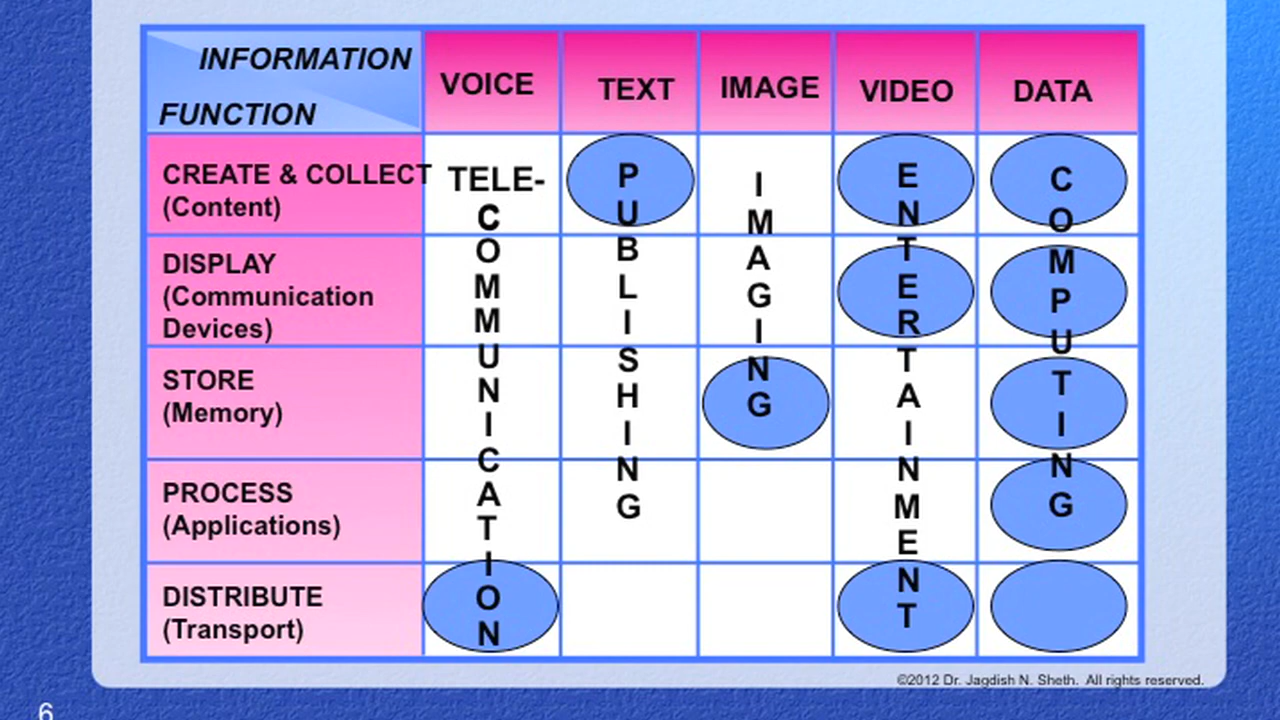 INFORMATION
FUNCTION
VOICE
TEXT
IMAGE
VIDEO
DATA
CREATE & COLLECT
(Content)
DISPLAY
(Communication
Devices)
STORE
(Memory)
PROCESS
(Applications)
DISTRIBUTE
(Transport)
TELE-
COMMUNICATION
PUBLISHING
IMAGING
ENTERTAINMENT
COMPUTING
©2012 Dr. Jagdish N. Sheth. All rights reserved.
6